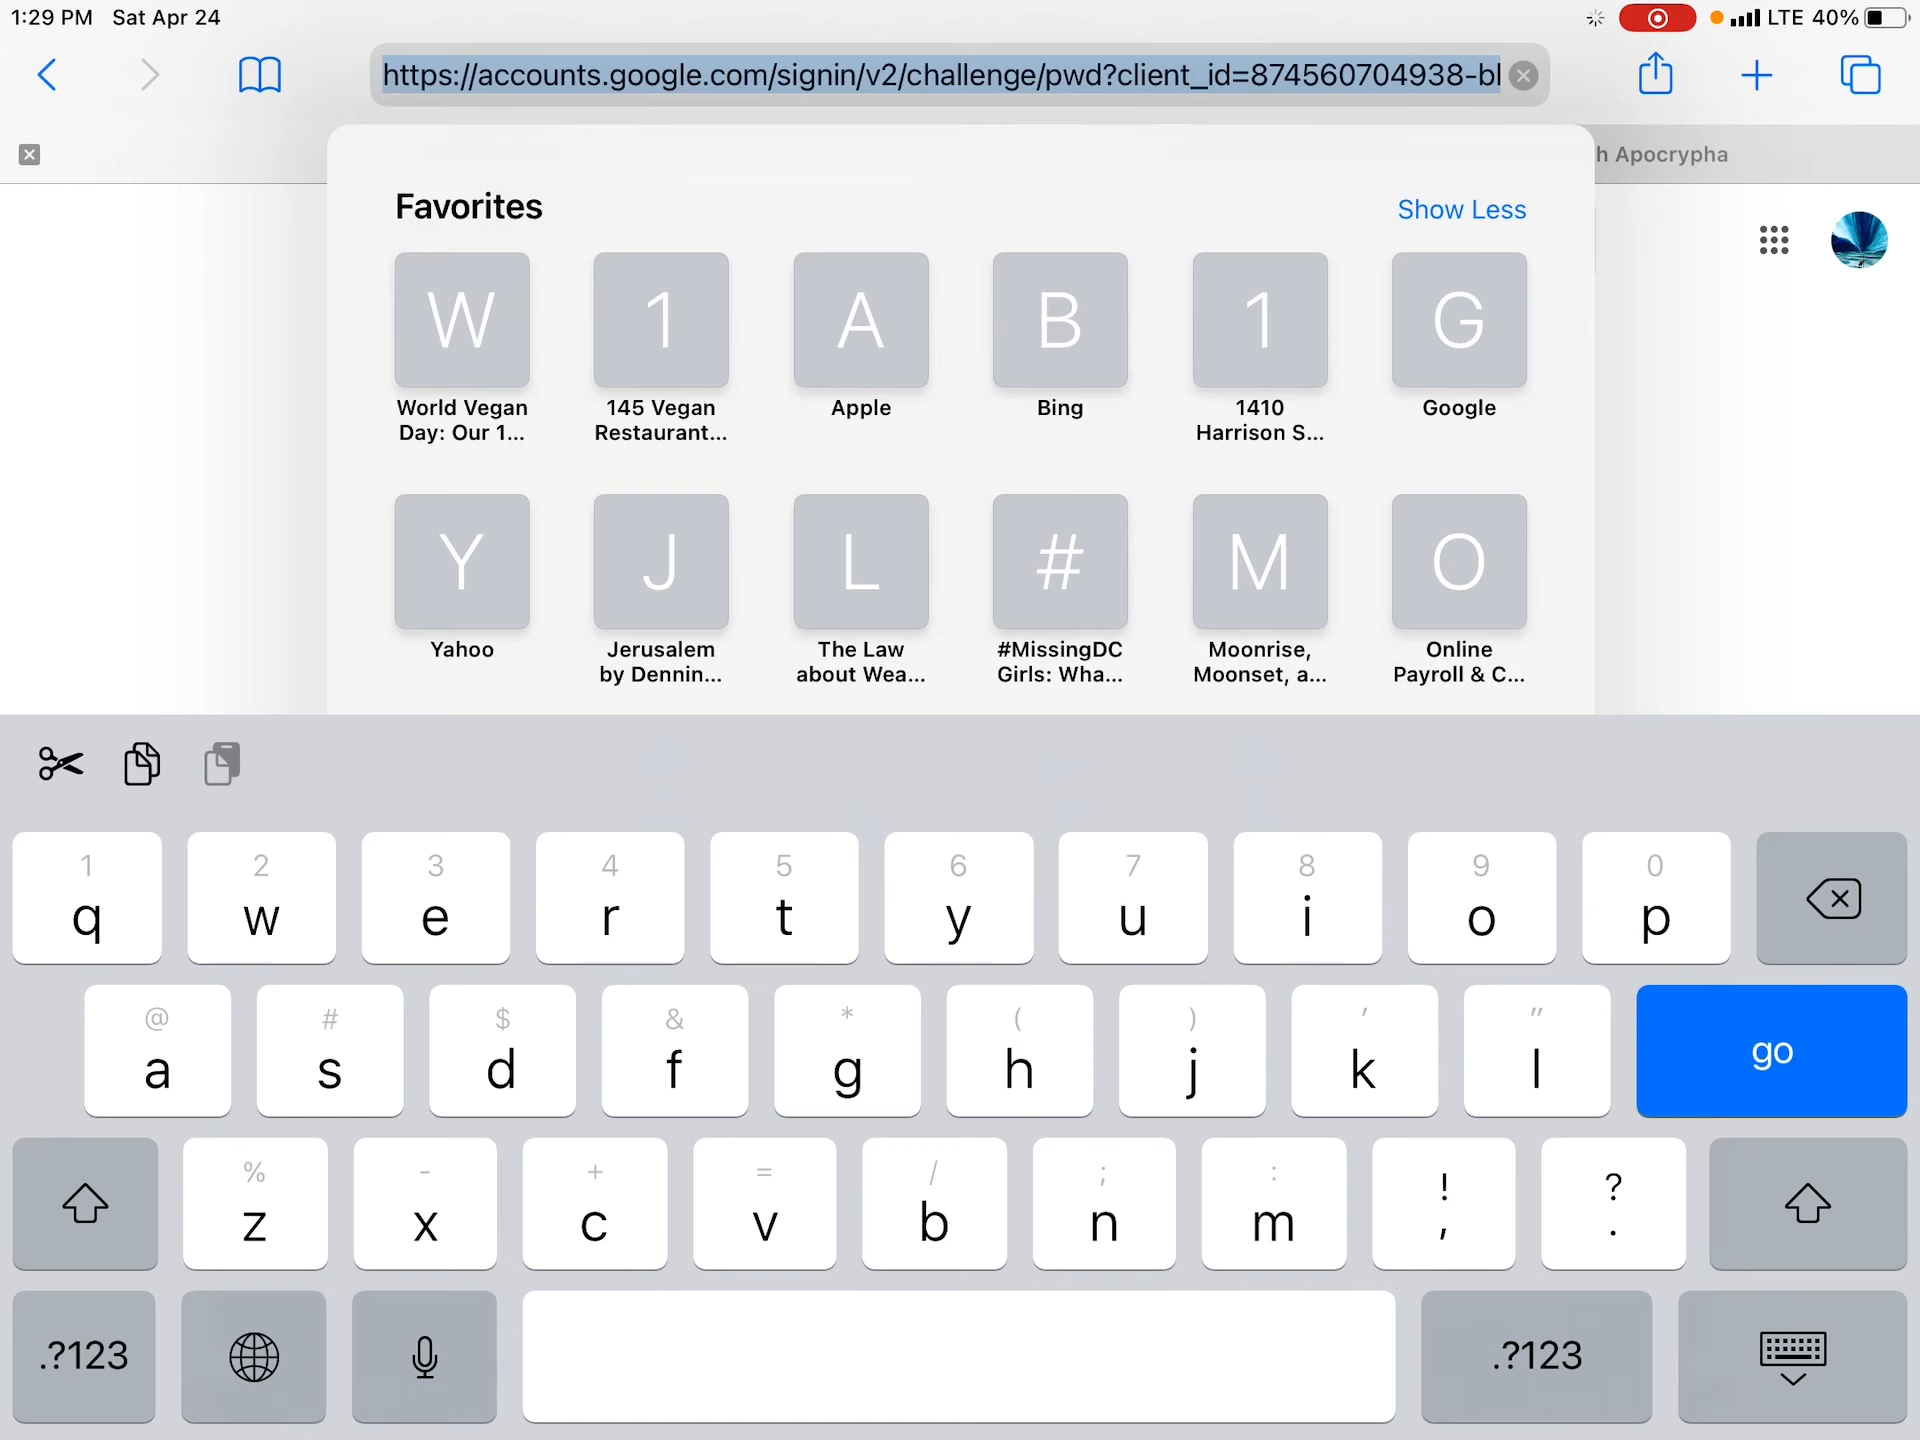 1:29 PM Sat Apr 24
LTE 40%
https://accounts.google.com/signin/v2/challenge/pwd?client_id=874560704938-bl
h Apocrypha
Favorites
Show Less
W 1 A B 1 G
World Vegan Day: Our 1...
145 Vegan Restaurant...
Apple
Bing
1410 Harrison S...
Google
Y J L # M O
Yahoo
Jerusalem by Dennin...
The Law about Wea...
#MissingDC Girls: Wha...
Moonrise, Moonset, a...
Online Payroll & C...
1 2 3 4 5 6 7 8 9 0
q w e r t y u i o p
@ # $ & * ( ) ' "
a s d f g h j k l go
% - + = / ; : ! ?
z x c v b n m , .
.?123 .?123